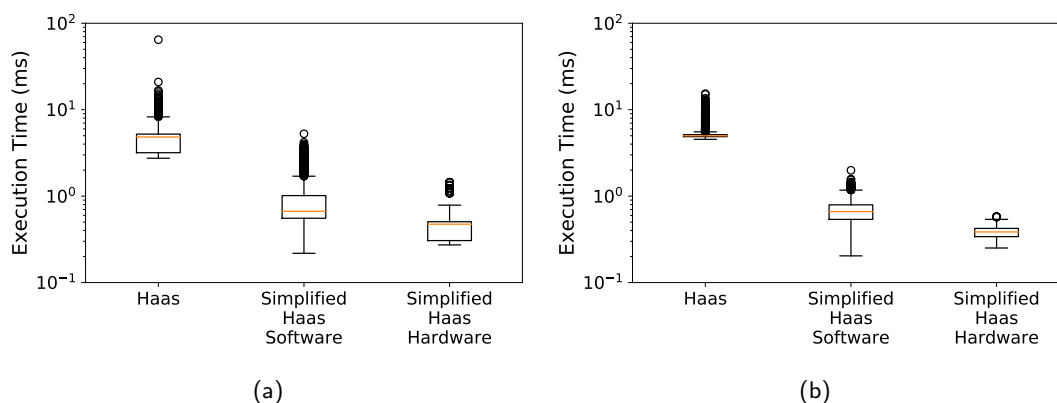 Execution Time (ms)
10²
10¹
10⁰
10⁻¹
Haas
Simplified
Haas
Software
Simplified
Haas
Hardware
(a)
Execution Time (ms)
10²
10¹
10⁰
10⁻¹
Haas
Simplified
Haas
Software
Simplified
Haas
Hardware
(b)